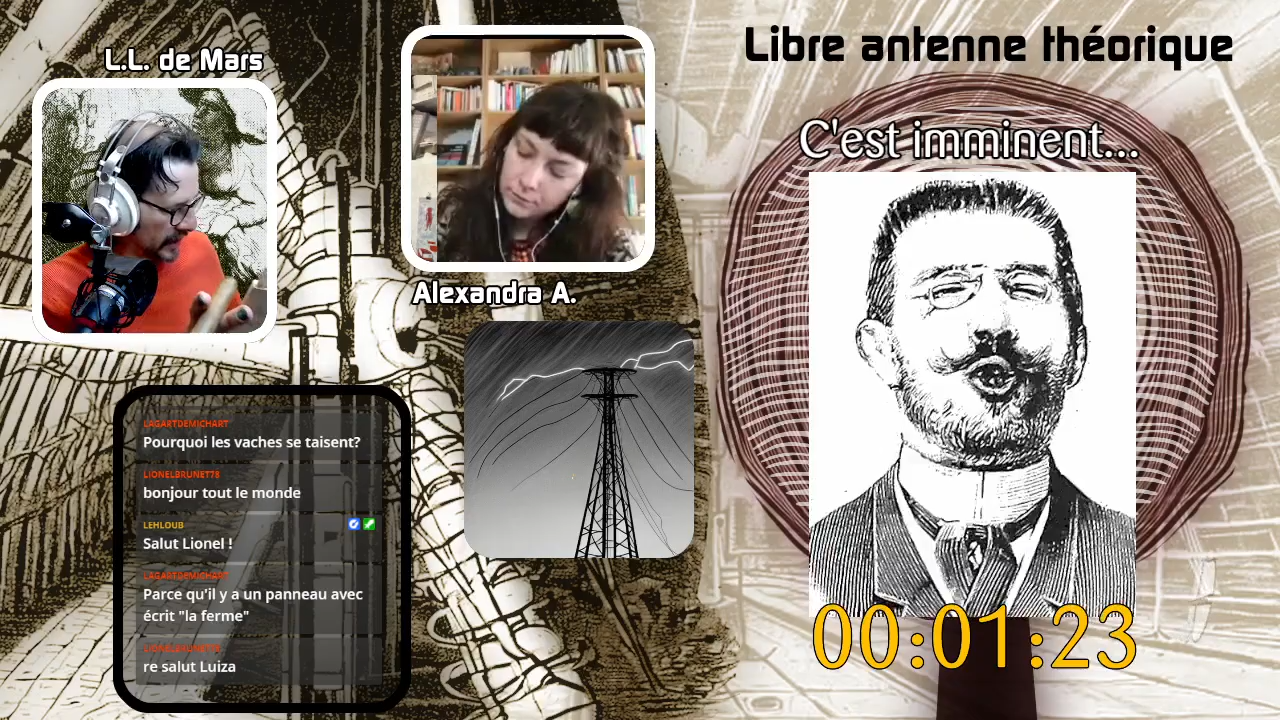 L.L. de Mars
Libre antenne théorique
C'est imminent...
Alexandra A.
LAGARTDEMICHART
Pourquoi les vaches se taisent?
LIONELBRUNET78
bonjour tout le monde
LEHLOUB
Salut Lionel !
LAGARTDEMICHART
Parce qu'il y a un panneau avec
écrit "la ferme"
LIONELBRUNET78
re salut Luiza
00:01:23